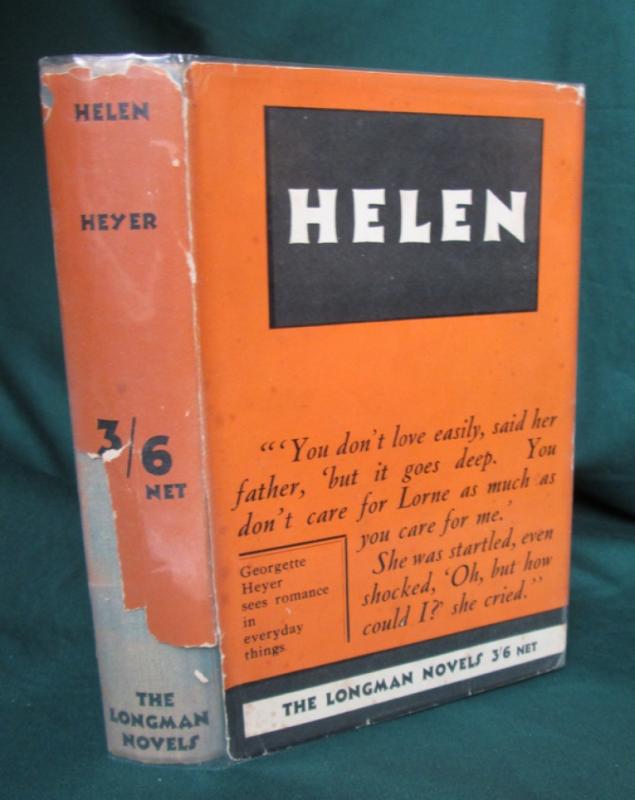 HELEN
HEYER
3/6
NET
THE
LONGMAN
NOVELS
HELEN
"‘You don't love easily, said her
father, ‘but it goes deep. You
don't care for Lorne as much as
you care for me.’
She was startled, even
shocked, ‘Oh, but how
could I?’ she cried."
Georgette
Heyer
sees romance
in
everyday
things.
THE LONGMAN NOVELS 3/6 NET